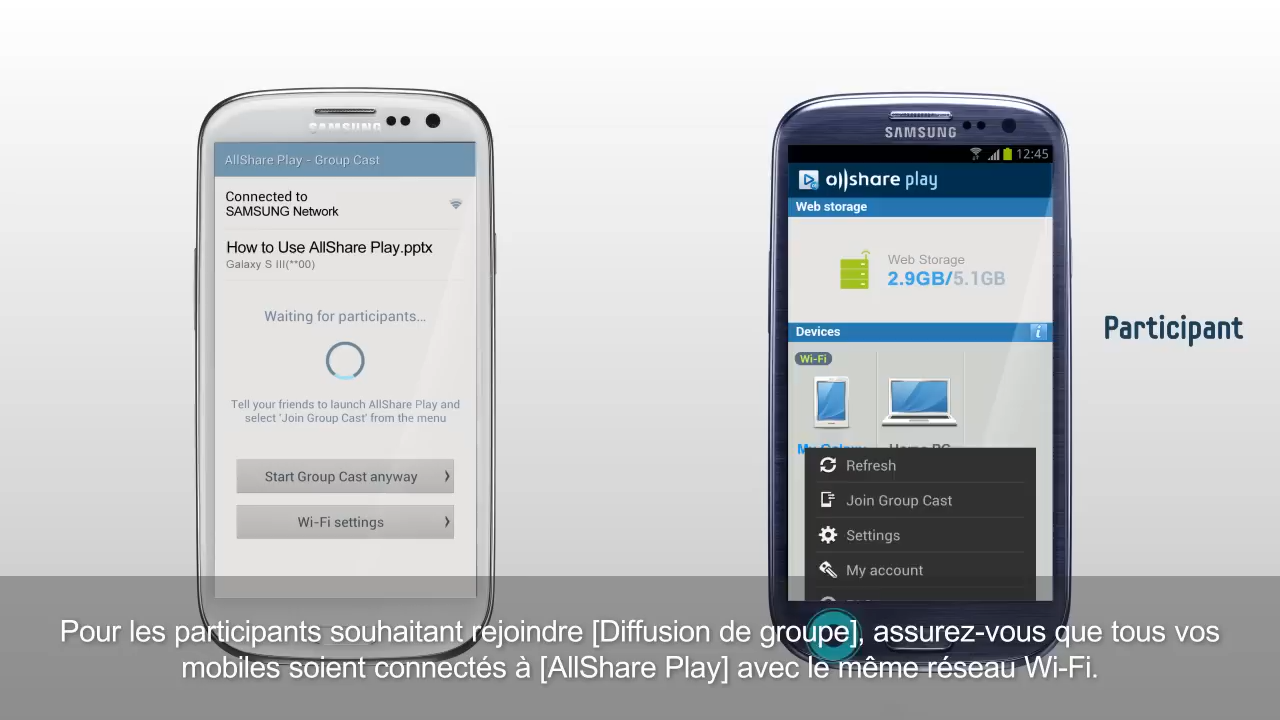 SAMSUNG
AllShare Play - Group Cast
Connected to
SAMSUNG Network
How to Use AllShare Play.pptx
Galaxy S III(**00)
Waiting for participants...
Tell your friends to launch AllShare Play and
select 'Join Group Cast' from the menu
Start Group Cast anyway
Wi-Fi settings
SAMSUNG
12:45
allshare play
Web storage
Web Storage
2.9GB/5.1GB
Devices
Wi-Fi
My Galaxy
Home PC
Refresh
Join Group Cast
Settings
My account
Participant
Pour les participants souhaitant rejoindre [Diffusion de groupe], assurez-vous que tous vos
mobiles soient connectés à [AllShare Play] avec le même réseau Wi-Fi.